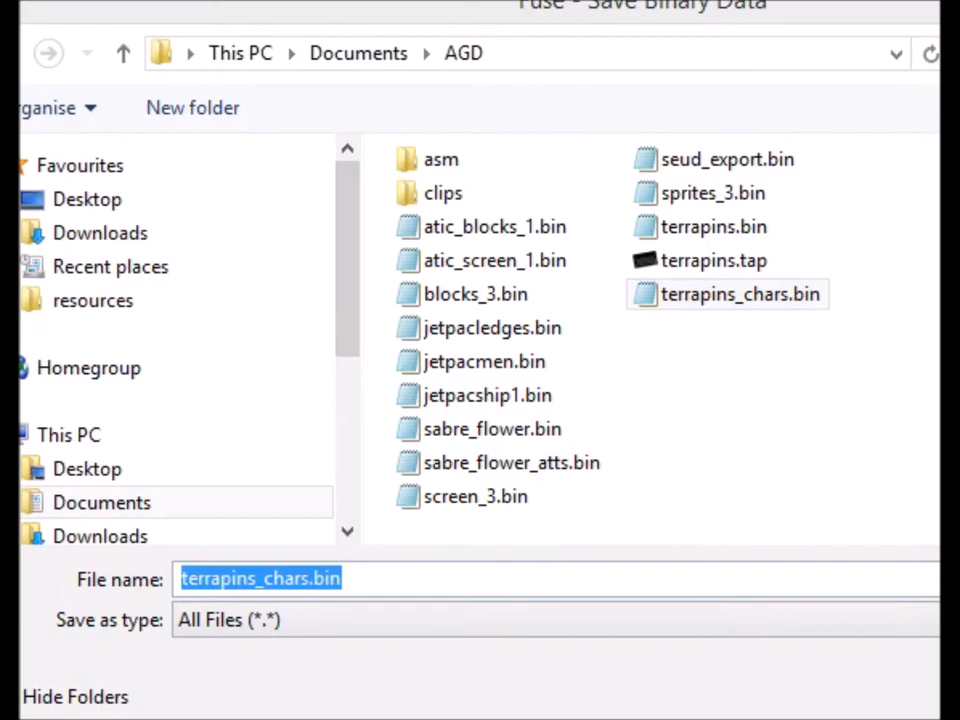 Fuse - Save Binary Data
This PC Documents AGD
ganise New folder
Favourites
Desktop
Downloads
Recent places
resources
Homegroup
This PC
Desktop
Documents
Downloads
asm
clips
atic_blocks_1.bin
atic_screen_1.bin
blocks_3.bin
jetpacledges.bin
jetpacmen.bin
jetpacship1.bin
sabre_flower.bin
sabre_flower_atts.bin
screen_3.bin
seud_export.bin
sprites_3.bin
terrapins.bin
terrapins.tap
terrapins_chars.bin
File name: terrapins_chars.bin
Save as type: All Files (*.*)
Hide Folders